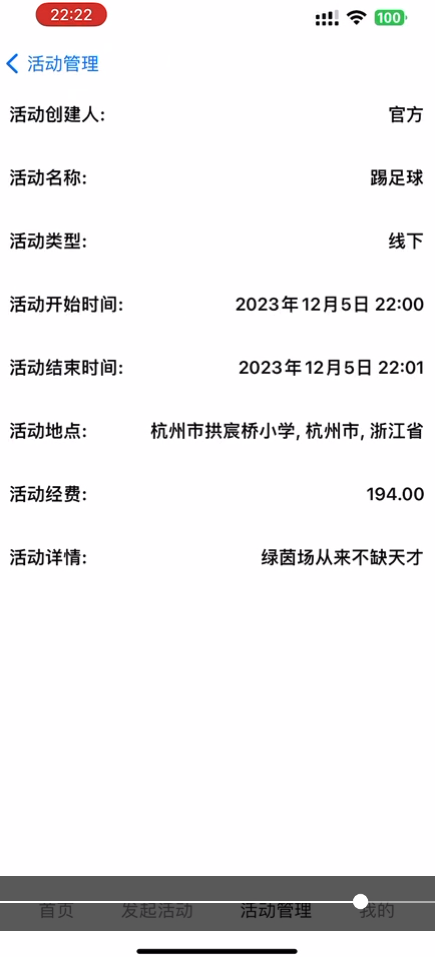 22:22
100
活动管理
活动创建人: 官方
活动名称: 踢足球
活动类型: 线下
活动开始时间: 2023年12月5日 22:00
活动结束时间: 2023年12月5日 22:01
活动地点: 杭州市拱宸桥小学, 杭州市, 浙江省
活动经费: 194.00
活动详情: 绿茵场从来不缺天才
首页 发起活动 活动管理 我的